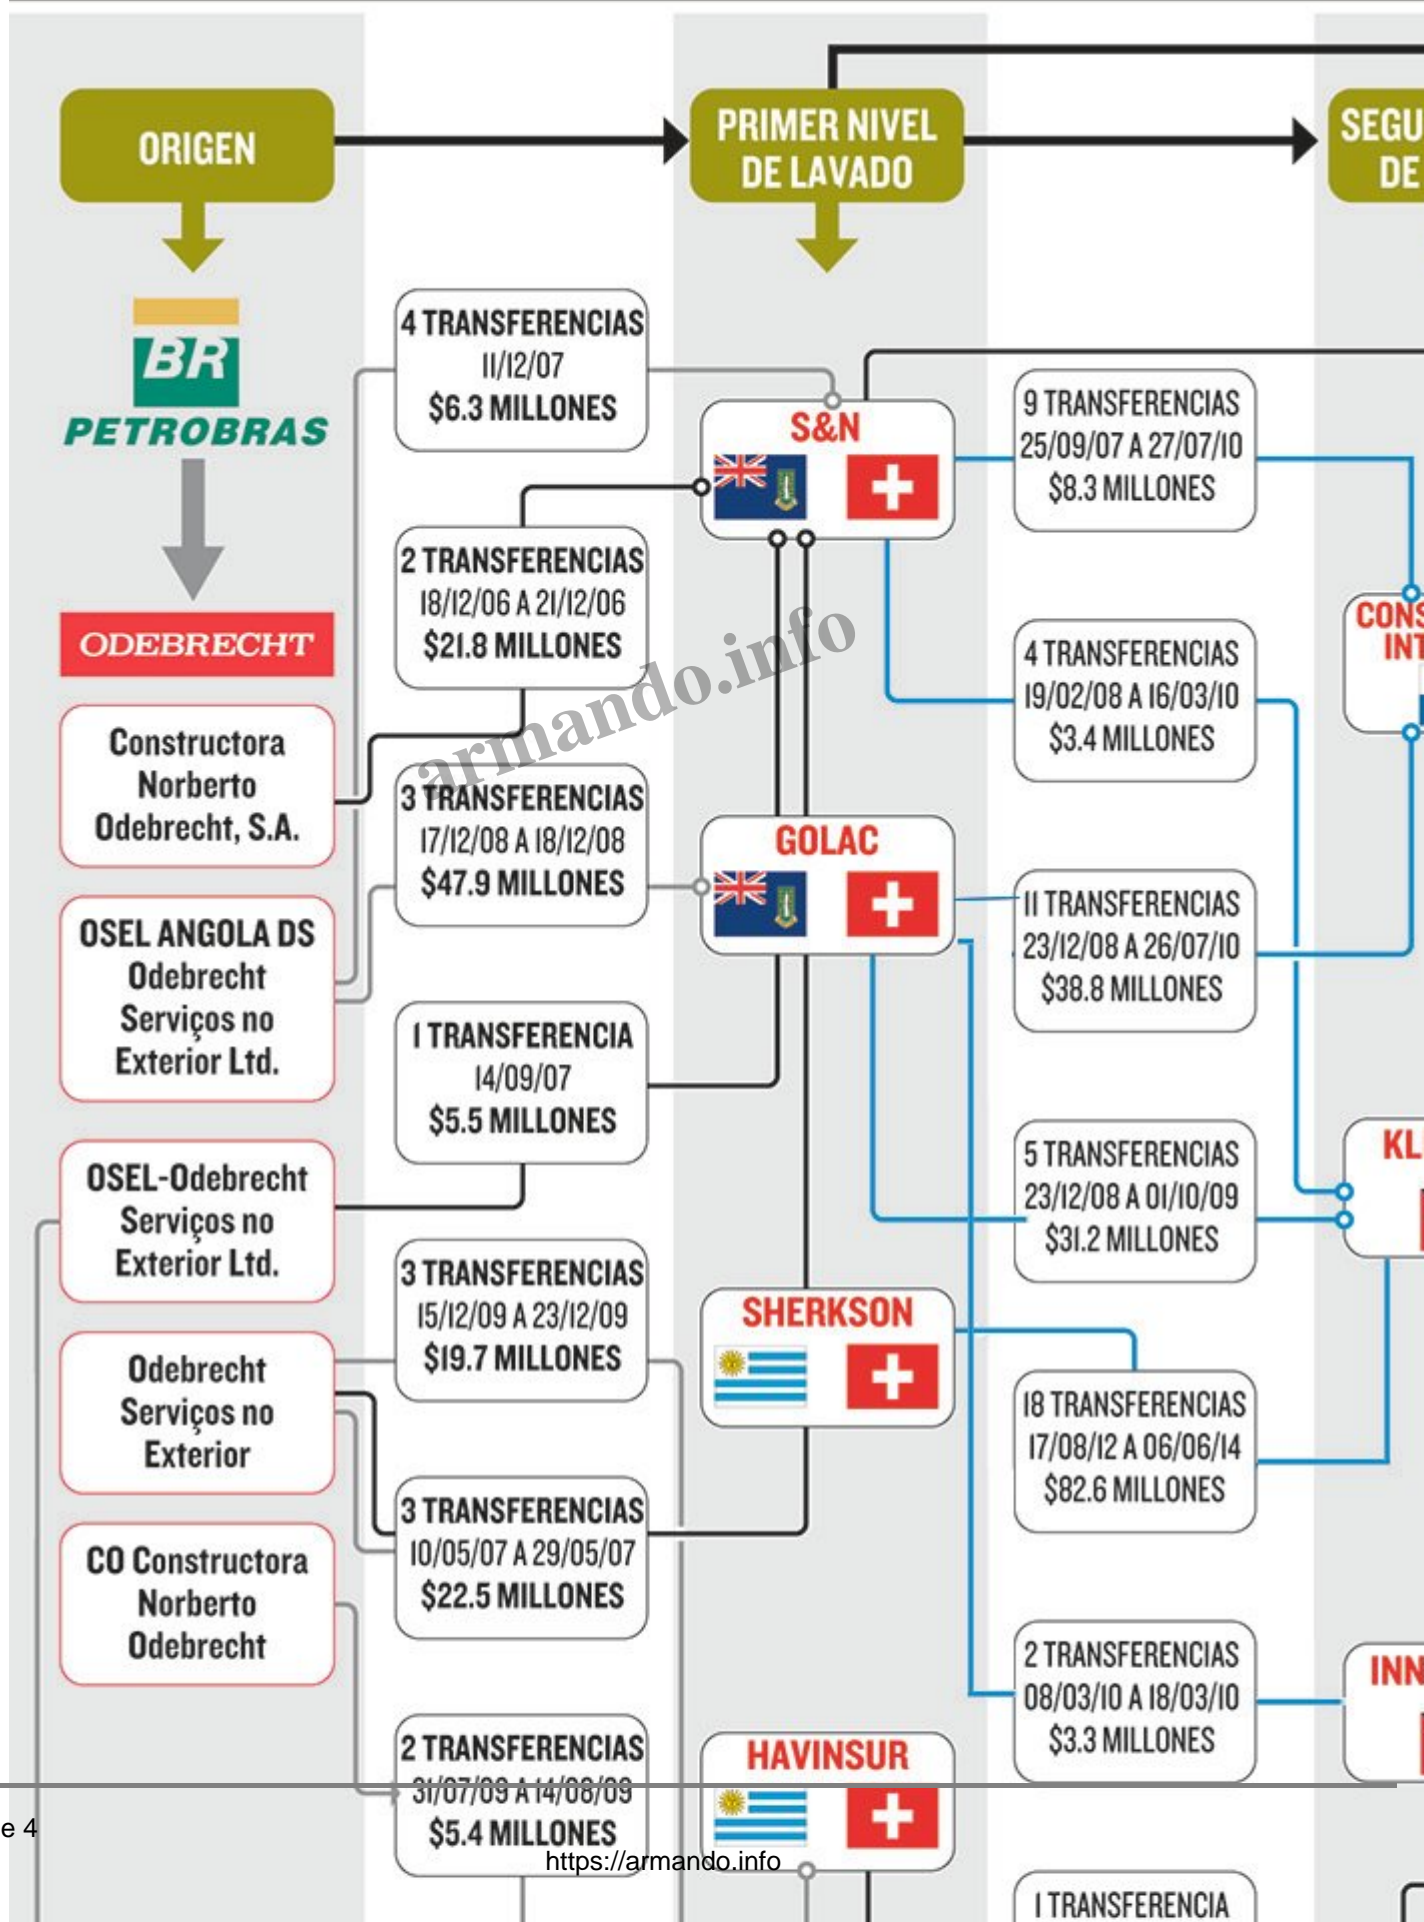 ORIGEN
PRIMER NIVEL
DE LAVADO
SEGU
DE
BR
PETROBRAS
ODEBRECHT
Constructora
Norberto
Odebrecht, S.A.
OSEL ANGOLA DS
Odebrecht
Serviços no
Exterior Ltd.
OSEL-Odebrecht
Serviços no
Exterior Ltd.
Odebrecht
Serviços no
Exterior
CO Constructora
Norberto
Odebrecht
4 TRANSFERENCIAS
11/12/07
$6.3 MILLONES
2 TRANSFERENCIAS
18/12/06 A 21/12/06
$21.8 MILLONES
3 TRANSFERENCIAS
17/12/08 A 18/12/08
$47.9 MILLONES
1 TRANSFERENCIA
14/09/07
$5.5 MILLONES
3 TRANSFERENCIAS
15/12/09 A 23/12/09
$19.7 MILLONES
3 TRANSFERENCIAS
10/05/07 A 29/05/07
$22.5 MILLONES
2 TRANSFERENCIAS
31/07/09 A 14/08/09
$5.4 MILLONES
S&N
GOLAC
SHERKSON
HAVINSUR
9 TRANSFERENCIAS
25/09/07 A 27/07/10
$8.3 MILLONES
4 TRANSFERENCIAS
19/02/08 A 16/03/10
$3.4 MILLONES
11 TRANSFERENCIAS
23/12/08 A 26/07/10
$38.8 MILLONES
5 TRANSFERENCIAS
23/12/08 A 01/10/09
$31.2 MILLONES
18 TRANSFERENCIAS
17/08/12 A 06/06/14
$82.6 MILLONES
2 TRANSFERENCIAS
08/03/10 A 18/03/10
$3.3 MILLONES
1 TRANSFERENCIA
CONS
INT
KL
INN
armando.info
e 4
https://armando.info